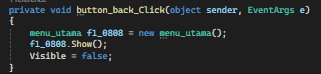 private void button_back_Click(object sender, EventArgs e)
{
menu_utama f1_0808 = new menu_utama();
f1_0808.Show();
Visible = false;
}